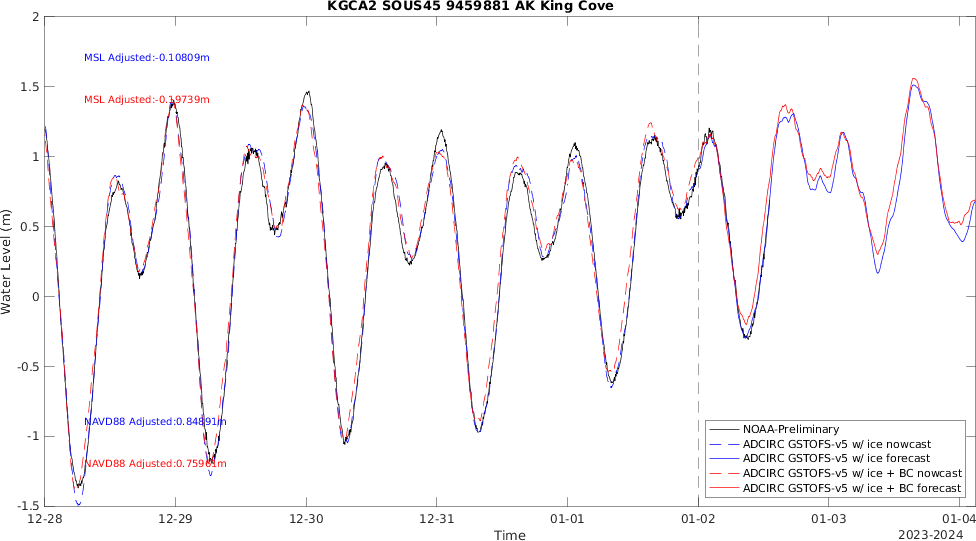 KGCA2 SOUS45 9459881 AK King Cove
2
1.5
1
0.5
0
-0.5
-1
-1.5
Water Level (m)
MSL Adjusted:-0.10809m
MSL Adjusted:-0.19739m
NAVD88 Adjusted:0.84891m
NAVD88 Adjusted:0.75961m
NOAA-Preliminary
ADCIRC GSTOFS-v5 w/ ice nowcast
ADCIRC GSTOFS-v5 w/ ice forecast
ADCIRC GSTOFS-v5 w/ ice + BC nowcast
ADCIRC GSTOFS-v5 w/ ice + BC forecast
12-28 12-29 12-30 12-31 01-01 01-02 01-03 01-04
Time
2023-2024